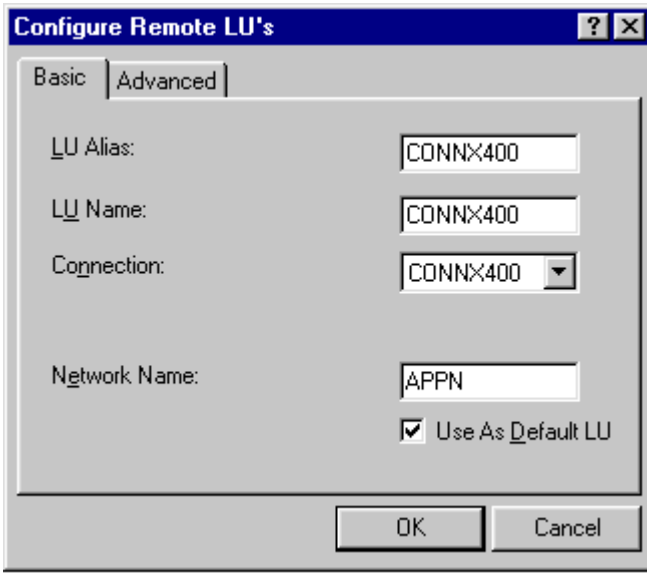 Configure Remote LU's
Basic Advanced
LU Alias: CONNX400
LU Name: CONNX400
Connection: CONNX400
Network Name: APPN
Use As Default LU
OK Cancel